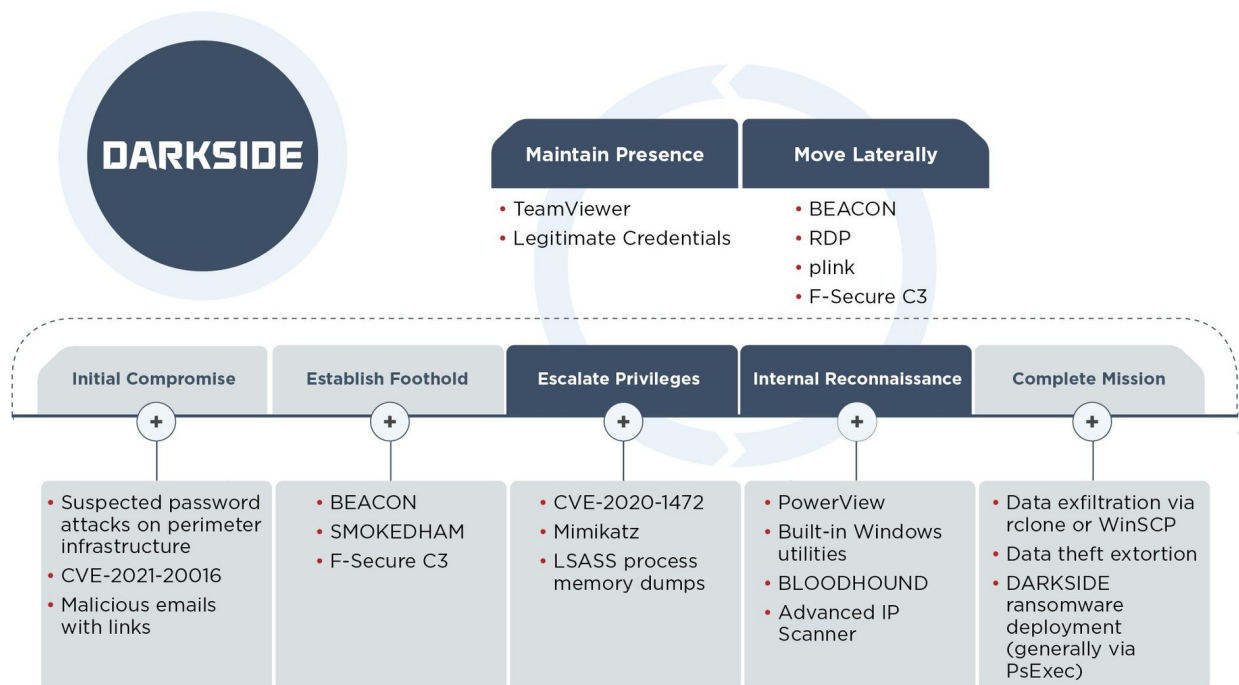 DARKSIDE
Maintain Presence
• TeamViewer
• Legitimate Credentials
Move Laterally
• BEACON
• RDP
• plink
• F-Secure C3
Initial Compromise
Establish Foothold
Escalate Privileges
Internal Reconnaissance
Complete Mission
+
+
+
+
+
• Suspected password
attacks on perimeter
infrastructure
• CVE-2021-20016
• Malicious emails
with links
• BEACON
• SMOKEDHAM
• F-Secure C3
• CVE-2020-1472
• Mimikatz
• LSASS process
memory dumps
• PowerView
• Built-in Windows
utilities
• BLOODHOUND
• Advanced IP
Scanner
• Data exfiltration via
rclone or WinSCP
• Data theft extortion
• DARKSIDE
ransomware
deployment
(generally via
PsExec)